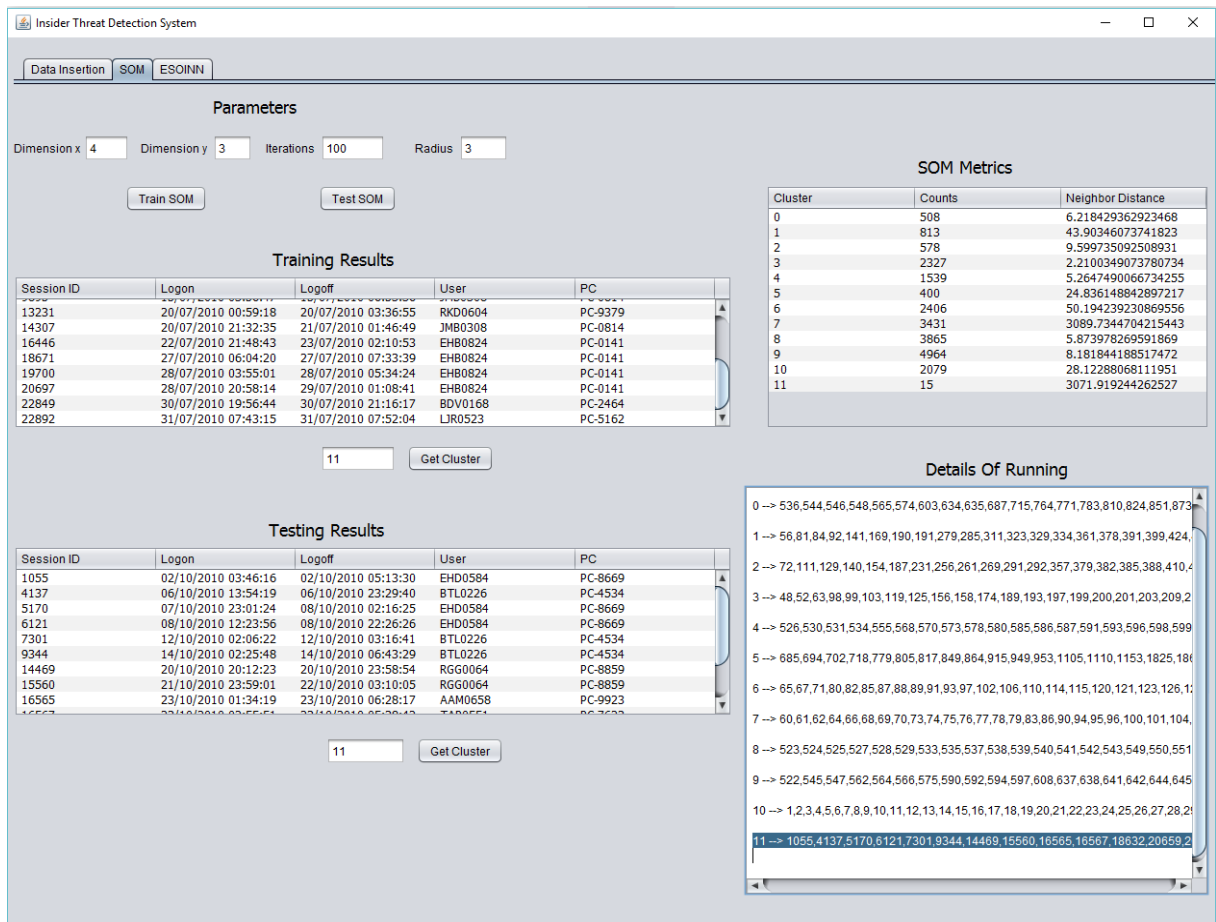 Insider Threat Detection System
Data Insertion SOM ESOINN
Parameters
Dimension x 4 Dimension y 3 Iterations 100 Radius 3
Train SOM Test SOM
Training Results
Session ID Logon Logoff User PC
13231 20/07/2010 00:59:18 20/07/2010 03:36:55 RKD0604 PC-9379
14307 20/07/2010 21:32:35 21/07/2010 01:46:49 JMB0308 PC-0814
16446 22/07/2010 21:48:43 23/07/2010 02:10:53 EHB0824 PC-0141
18671 27/07/2010 06:04:20 27/07/2010 07:33:39 EHB0824 PC-0141
19700 28/07/2010 03:55:01 28/07/2010 05:34:24 EHB0824 PC-0141
20697 28/07/2010 20:58:14 29/07/2010 01:08:41 EHB0824 PC-0141
22849 30/07/2010 19:56:44 30/07/2010 21:16:17 BDV0168 PC-2464
22892 31/07/2010 07:43:15 31/07/2010 07:52:04 LJR0523 PC-5162
11 Get Cluster
Testing Results
Session ID Logon Logoff User PC
1055 02/10/2010 03:46:16 02/10/2010 05:13:30 EHD0584 PC-8669
4137 06/10/2010 13:54:19 06/10/2010 23:29:40 BTL0226 PC-4534
5170 07/10/2010 23:01:24 08/10/2010 02:16:25 EHD0584 PC-8669
6121 08/10/2010 12:23:56 08/10/2010 22:26:26 EHD0584 PC-8669
7301 12/10/2010 02:06:22 12/10/2010 03:16:41 BTL0226 PC-4534
9344 14/10/2010 02:25:48 14/10/2010 06:43:29 BTL0226 PC-4534
14469 20/10/2010 20:12:23 20/10/2010 23:58:54 RGG0064 PC-8859
15560 21/10/2010 23:59:01 22/10/2010 03:10:05 RGG0064 PC-8859
16565 23/10/2010 01:34:19 23/10/2010 06:28:17 AAM0658 PC-9923
11 Get Cluster
SOM Metrics
Cluster Counts Neighbor Distance
0 508 6.218429362923468
1 813 43.90346073741823
2 578 9.599735092508931
3 2327 2.2100349073780734
4 1539 5.2647490066734255
5 400 24.836148842897217
6 2406 50.194239230869556
7 3431 3089.7344704215443
8 3865 5.873978269591869
9 4964 8.181844188517472
10 2079 28.12288068111951
11 15 3071.919244262527
Details Of Running
0 --> 536,544,546,548,565,574,603,634,635,687,715,764,771,783,810,824,851,873
1 --> 56,81,84,92,141,169,190,191,279,285,311,323,329,334,361,378,391,399,424,
2 --> 72,111,129,140,154,187,231,256,261,269,291,292,357,379,382,385,388,410,
3 --> 48,52,63,98,99,103,119,125,156,158,174,189,193,197,199,200,201,203,209,
4 --> 526,530,531,534,555,568,570,573,578,580,585,586,587,591,593,596,598,599
5 --> 685,694,702,718,779,805,817,849,864,915,949,953,1105,1110,1153,1825,
6 --> 65,67,71,80,82,85,87,88,89,91,93,97,102,106,110,114,115,120,121,123,126,
7 --> 60,61,62,64,66,68,69,70,73,74,75,76,77,78,79,83,86,90,94,95,96,100,101,104,
8 --> 523,524,525,527,528,529,533,535,537,538,539,540,541,542,543,549,550,551
9 --> 522,545,547,562,564,566,575,590,592,594,597,608,637,638,641,642,644,645
10 --> 1,2,3,4,5,6,7,8,9,10,11,12,13,14,15,16,17,18,19,20,21,22,23,24,25,26,27,28,
11 --> 1055,4137,5170,6121,7301,9344,14469,15560,16565,16567,18632,20659,